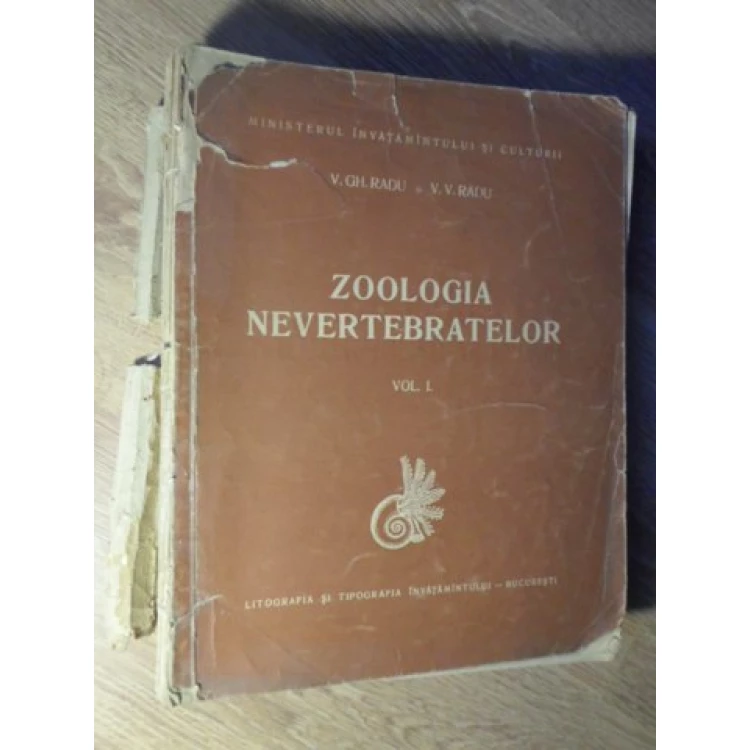 MINISTERUL ÎNVĂȚĂMÎNTULUI ȘI CULTURII
V. GH. RADU și V. V. RADU
ZOOLOGIA
NEVERTEBRATELOR
VOL. I.
LITOGRAFIA ȘI TIPOGRAFIA ÎNVĂȚĂMÎNTULUI — BUCUREȘTI